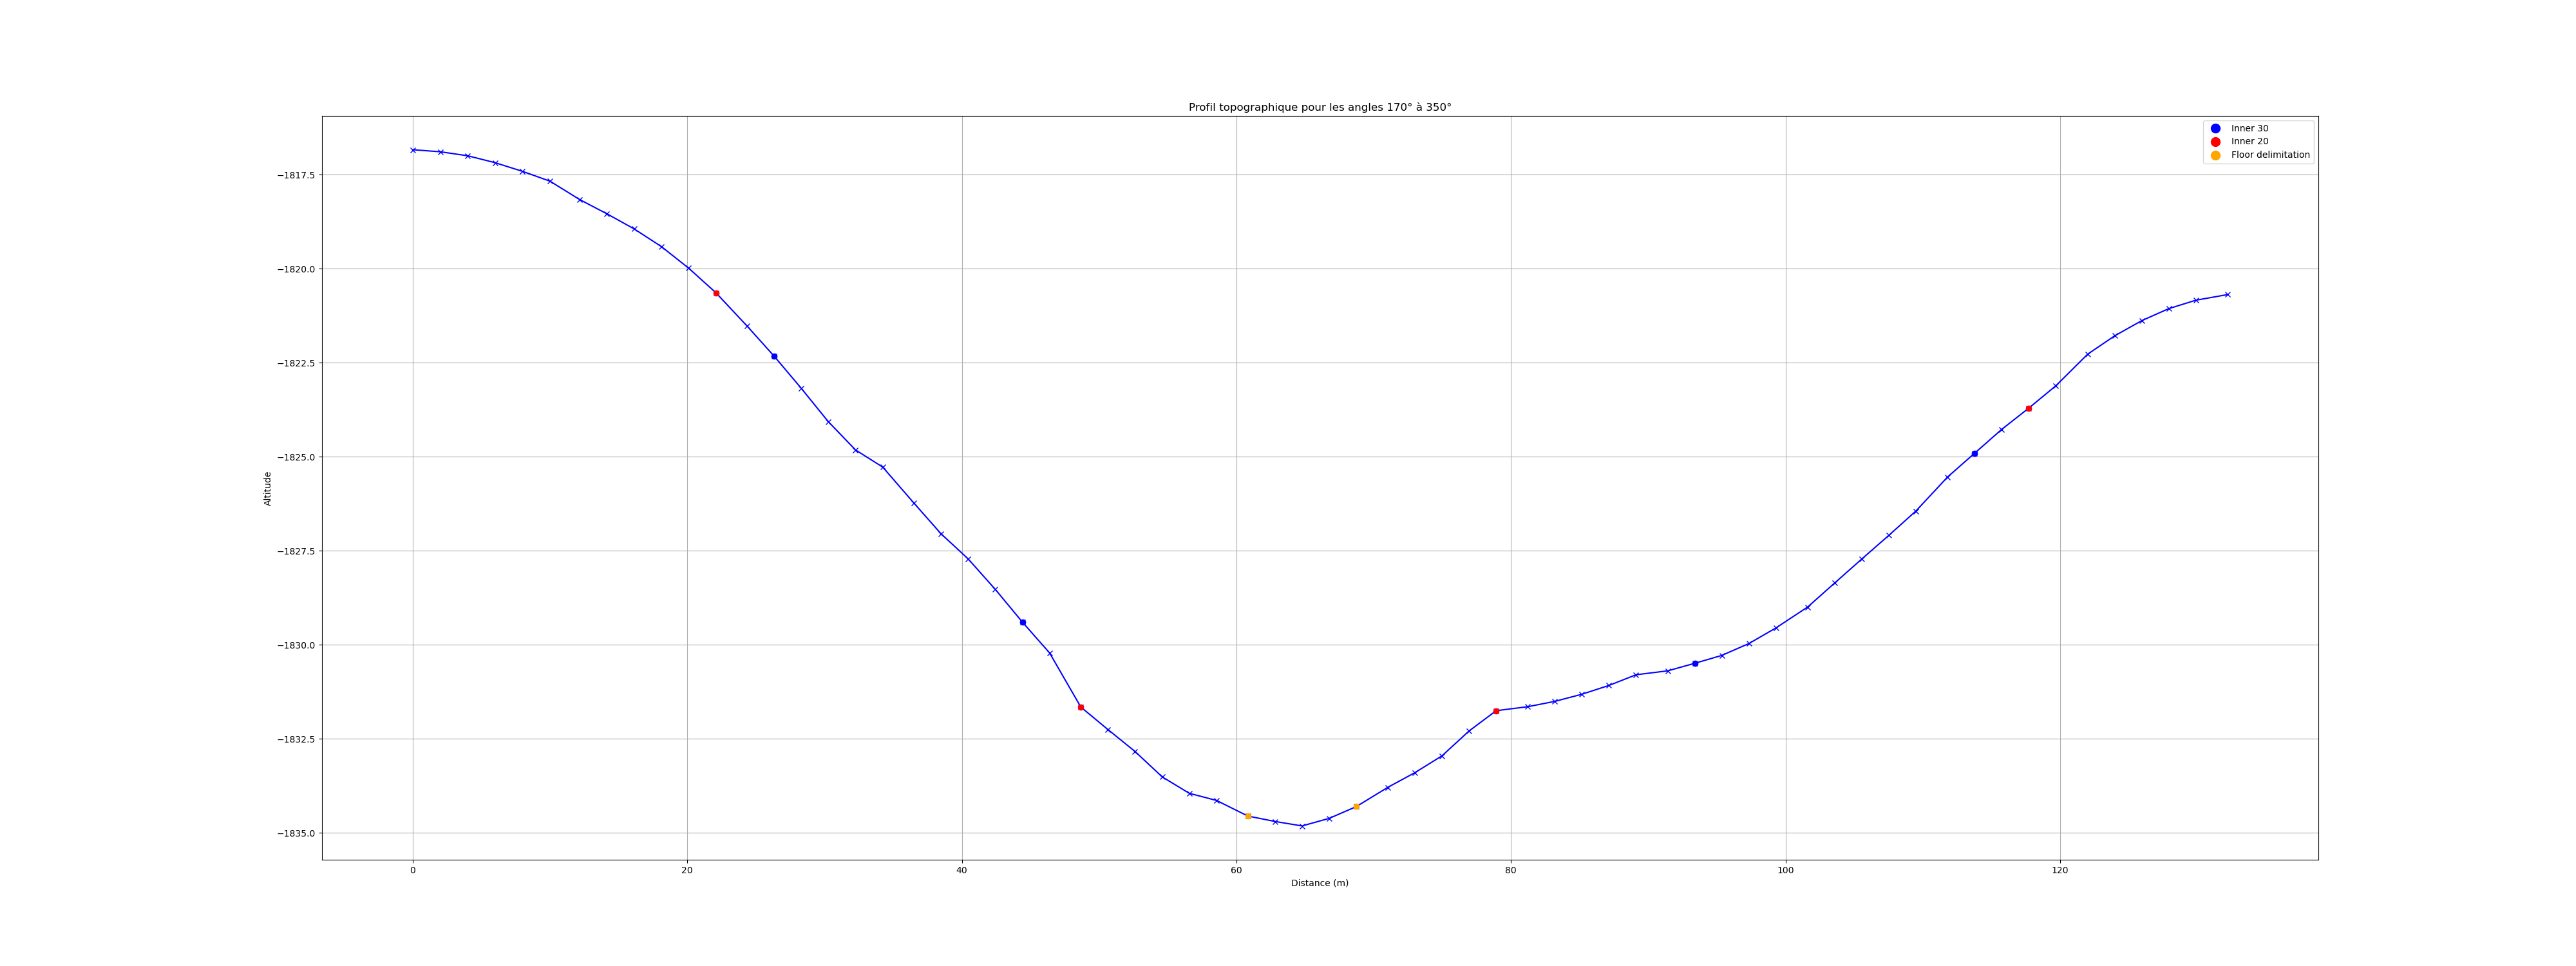 Profil topographique pour les angles 170° à 350°
Inner 30
Inner 20
Floor delimitation
−1817.5
−1820.0
−1822.5
−1825.0
−1827.5
−1830.0
−1832.5
−1835.0
Altitude
0 20 40 60 80 100 120
Distance (m)